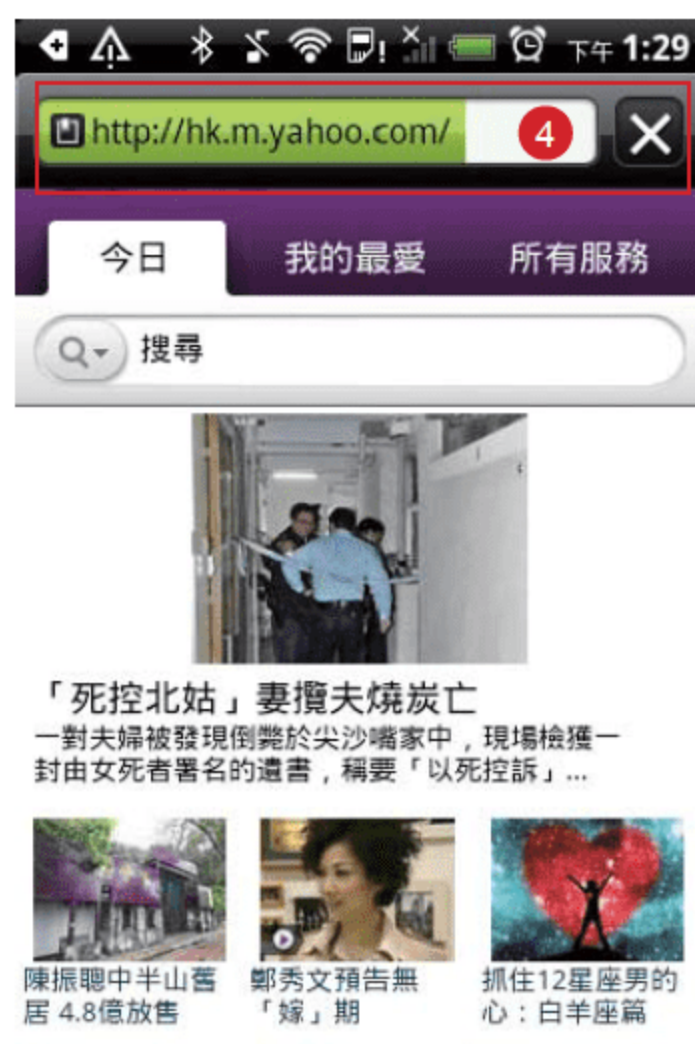 下午 1:29
http://hk.m.yahoo.com/ 4
今日 我的最愛 所有服務
搜尋
「死控北姑」妻攬夫燒炭亡
一對夫婦被發現倒斃於尖沙嘴家中，現場檢獲一
封由女死者署名的遺書，稱要「以死控訴」...
陳振聰中半山舊
居 4.8億放售
鄭秀文預告無
「嫁」期
抓住12星座男的
心：白羊座篇